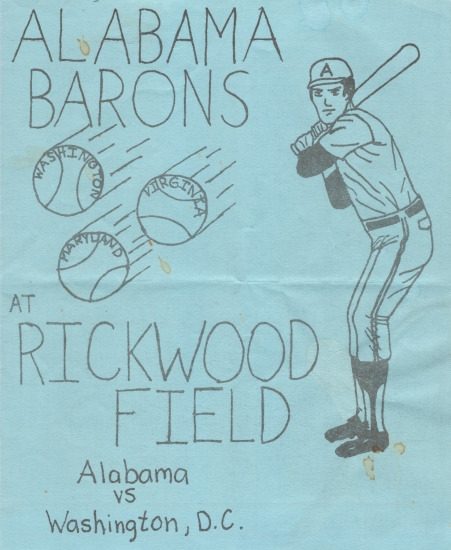 ALABAMA
BARONS
A
WASHINGTON
VIRGINIA
MARYLAND
AT
RICKWOOD
FIELD
Alabama
vs
Washington, D.C.